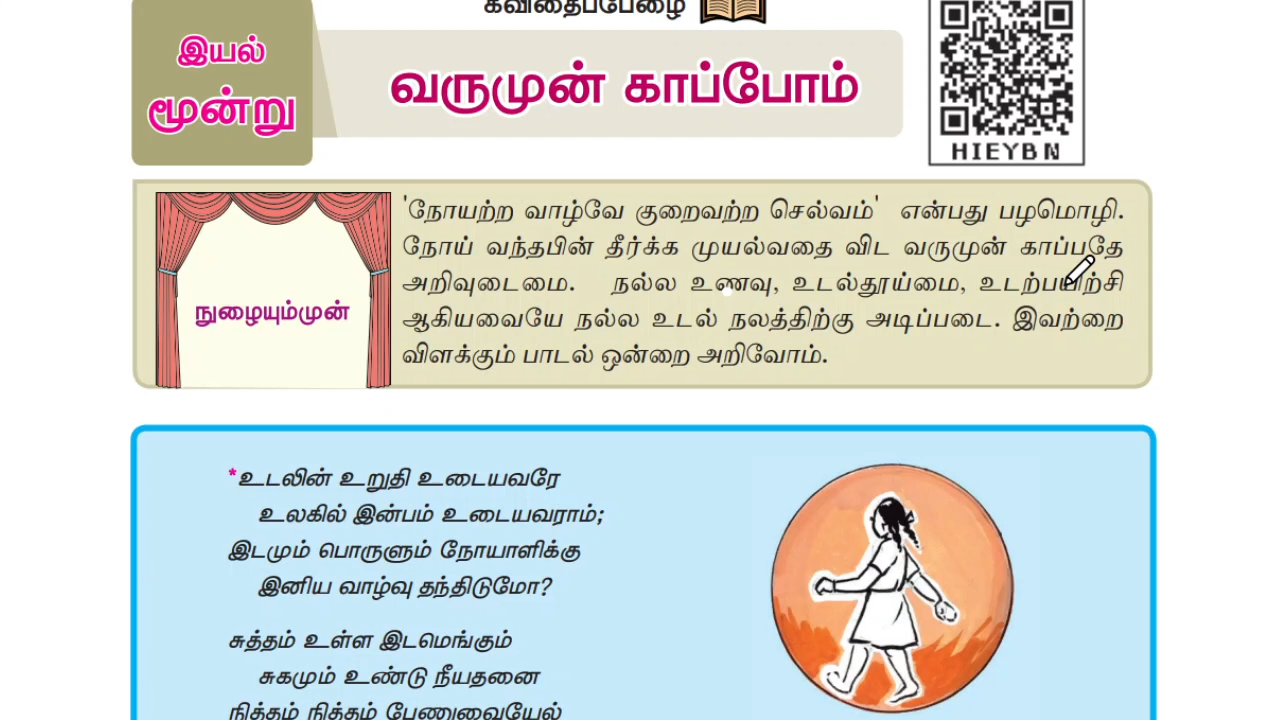 கவிதைப்பேழை
இயல்
மூன்று
வருமுன் காப்போம்
HIEYBN
'நோயற்ற வாழ்வே குறைவற்ற செல்வம்' என்பது பழமொழி.
நோய் வந்தபின் தீர்க்க முயல்வதை விட வருமுன் காப்பதே
அறிவுடைமை. நல்ல உணவு, உடல்தூய்மை, உடற்பயிற்சி
ஆகியவையே நல்ல உடல் நலத்திற்கு அடிப்படை. இவற்றை
விளக்கும் பாடல் ஒன்றை அறிவோம்.
நுழையும்முன்
*உடலின் உறுதி உடையவரே
உலகில் இன்பம் உடையவராம்;
இடமும் பொருளும் நோயாளிக்கு
இனிய வாழ்வு தந்திடுமோ?
சுத்தம் உள்ள இடமெங்கும்
சுகமும் உண்டு நீயதனை
நித்தம் நித்தம் பேணுவையேல்